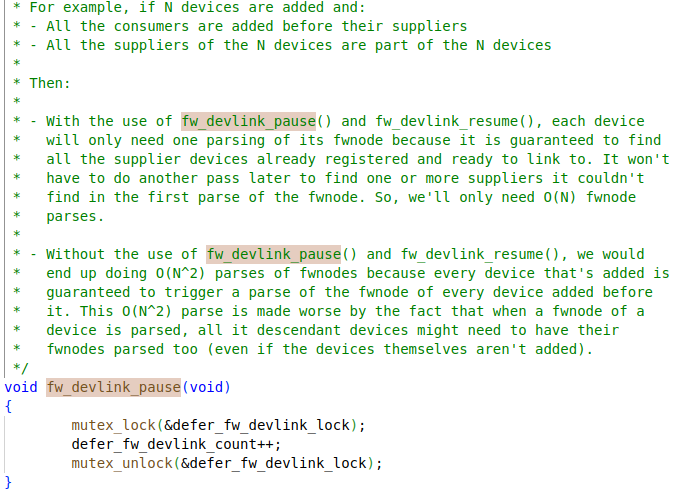 * For example, if N devices are added and:
* - All the consumers are added before their suppliers
* - All the suppliers of the N devices are part of the N devices
*
* Then:
*
* - With the use of fw_devlink_pause() and fw_devlink_resume(), each device
*   will only need one parsing of its fwnode because it is guaranteed to find
*   all the supplier devices already registered and ready to link to. It won't
*   have to do another pass later to find one or more suppliers it couldn't
*   find in the first parse of the fwnode. So, we'll only need O(N) fwnode
*   parses.
*
* - Without the use of fw_devlink_pause() and fw_devlink_resume(), we would
*   end up doing O(N^2) parses of fwnodes because every device that's added is
*   guaranteed to trigger a parse of the fwnode of every device added before
*   it. This O(N^2) parse is made worse by the fact that when a fwnode of a
*   device is parsed, all it descendant devices might need to have their
*   fwnodes parsed too (even if the devices themselves aren't added).
*/
void fw_devlink_pause(void)
{
        mutex_lock(&defer_fw_devlink_lock);
        defer_fw_devlink_count++;
        mutex_unlock(&defer_fw_devlink_lock);
}